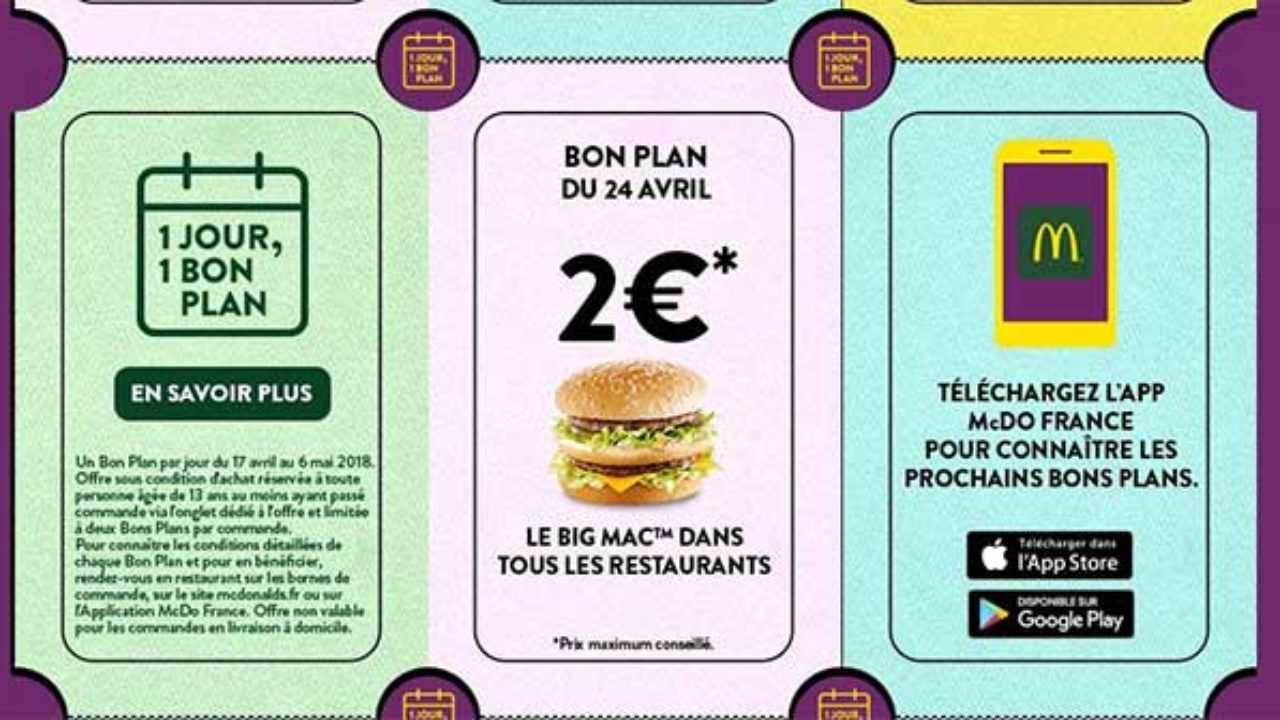 1 JOUR,
1 BON
PLAN
1 JOUR,
1 BON
PLAN
1 JOUR,
1 BON
PLAN
EN SAVOIR PLUS
Un Bon Plan par jour du 17 avril au 6 mai 2018.
Offre sous condition d'achat réservée à toute
personne âgée de 13 ans au moins ayant passé
commande via l'onglet dédié à l'offre et limitée
à deux Bons Plans par commande.
Pour connaître les conditions détaillées de
chaque Bon Plan et pour en bénéficier,
rendez-vous en restaurant sur les bornes de
commande, sur le site mcdonalds.fr ou sur
l'Application McDo France. Offre non valable
pour les commandes en livraison à domicile.
BON PLAN
DU 24 AVRIL
2€*
LE BIG MAC™ DANS
TOUS LES RESTAURANTS
*Prix maximum conseillé.
TÉLÉCHARGEZ L'APP
McDO FRANCE
POUR CONNAÎTRE LES
PROCHAINS BONS PLANS.
Télécharger dans
l'App Store
DISPONIBLE SUR
Google Play
1 JOUR,
1 JOUR,